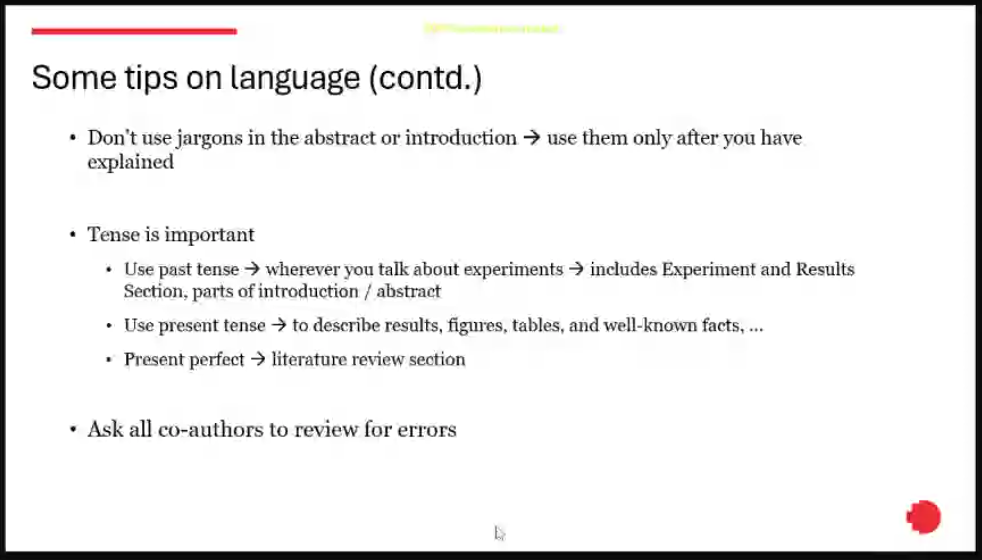 Some tips on language (contd.)
• Don't use jargons in the abstract or introduction → use them only after you have
explained
• Tense is important
• Use past tense → wherever you talk about experiments → includes Experiment and Results
Section, parts of introduction / abstract
• Use present tense → to describe results, figures, tables, and well-known facts, ...
• Present perfect → literature review section
• Ask all co-authors to review for errors